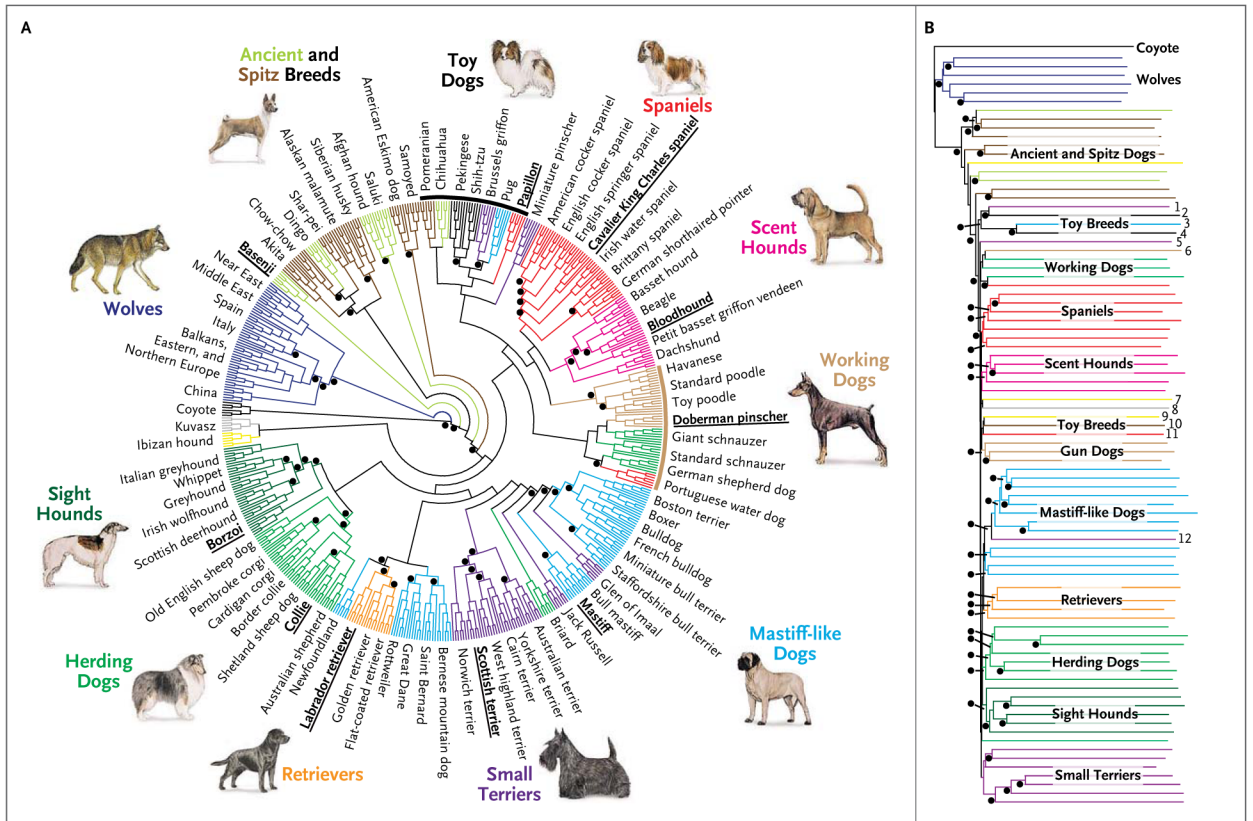 A
Ancient and
Spitz Breeds
Toy
Dogs
Spaniels
Scent
Hounds
Working
Dogs
Mastiff-like
Dogs
Small
Terriers
Retrievers
Herding
Dogs
Sight
Hounds
Wolves
Basenji
Akita
Chow-chow
Dingo
Shar-pei
Alaskan malamute
Siberian husky
Afghan hound
Saluki
American Eskimo dog
Samoyed
Pomeranian
Chihuahua
Pekingese
Shih-tzu
Brussels griffon
Pug
Papillon
Miniature pinscher
American cocker spaniel
English cocker spaniel
English springer spaniel
Cavalier King Charles spaniel
Irish water spaniel
Brittany spaniel
German shorthaired pointer
Basset hound
Beagle
Bloodhound
Petit basset griffon vendeen
Dachshund
Havanese
Standard poodle
Toy poodle
Doberman pinscher
Giant schnauzer
Standard schnauzer
German shepherd dog
Portuguese water dog
Boston terrier
Boxer
Bulldog
French bulldog
Miniature bull terrier
Staffordshire bull terrier
Glen of Imaal
Bull mastiff
Mastiff
Jack Russell
Briard
Australian terrier
Yorkshire terrier
Cairn terrier
West highland terrier
Scottish terrier
Norwich terrier
Bernese mountain dog
Saint Bernard
Great Dane
Rottweiler
Flat-coated retriever
Golden retriever
Labrador retriever
Newfoundland
Australian shepherd
Collie
Shetland sheep dog
Border collie
Cardigan corgi
Pembroke corgi
Old English sheep dog
Borzoi
Scottish deerhound
Irish wolfhound
Greyhound
Whippet
Italian greyhound
Ibizan hound
Kuvasz
Coyote
China
Balkans,
Eastern, and
Northern Europe
Italy
Spain
Middle East
Near East
B
Coyote
Wolves
Ancient and Spitz Dogs
1
2
Toy Breeds
3
4
5
6
Working Dogs
Spaniels
Scent Hounds
7
8
9
Toy Breeds
10
11
Gun Dogs
Mastiff-like Dogs
12
Retrievers
Herding Dogs
Sight Hounds
Small Terriers